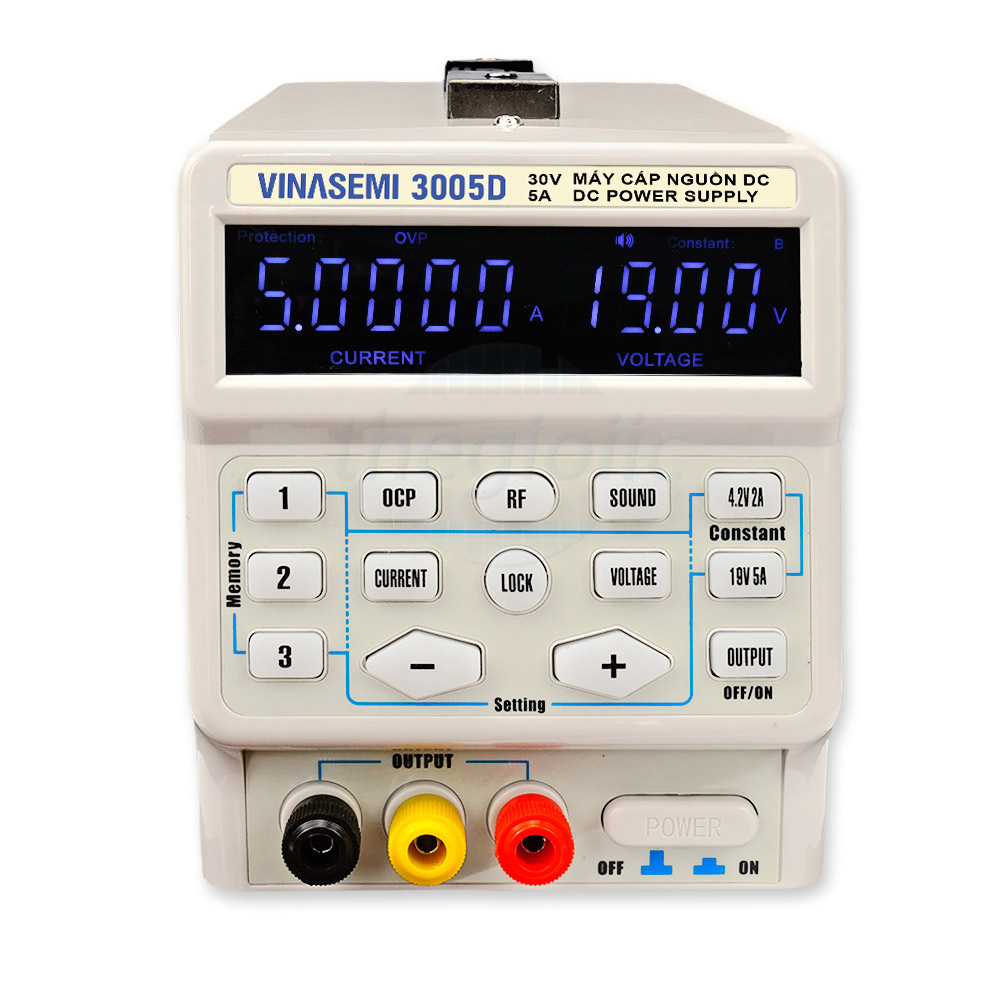 VINASEMI 3005D
30V MÁY CẤP NGUỒN DC
5A DC POWER SUPPLY
Protection: OVP Constant: B
5.0000 A 19.00 V
CURRENT VOLTAGE
thegioiic
1 OCP RF SOUND 4.2V 2A
Constant
Memory
2 CURRENT LOCK VOLTAGE 19V 5A
3 − + OUTPUT
OFF/ON
Setting
OUTPUT
POWER
OFF ON